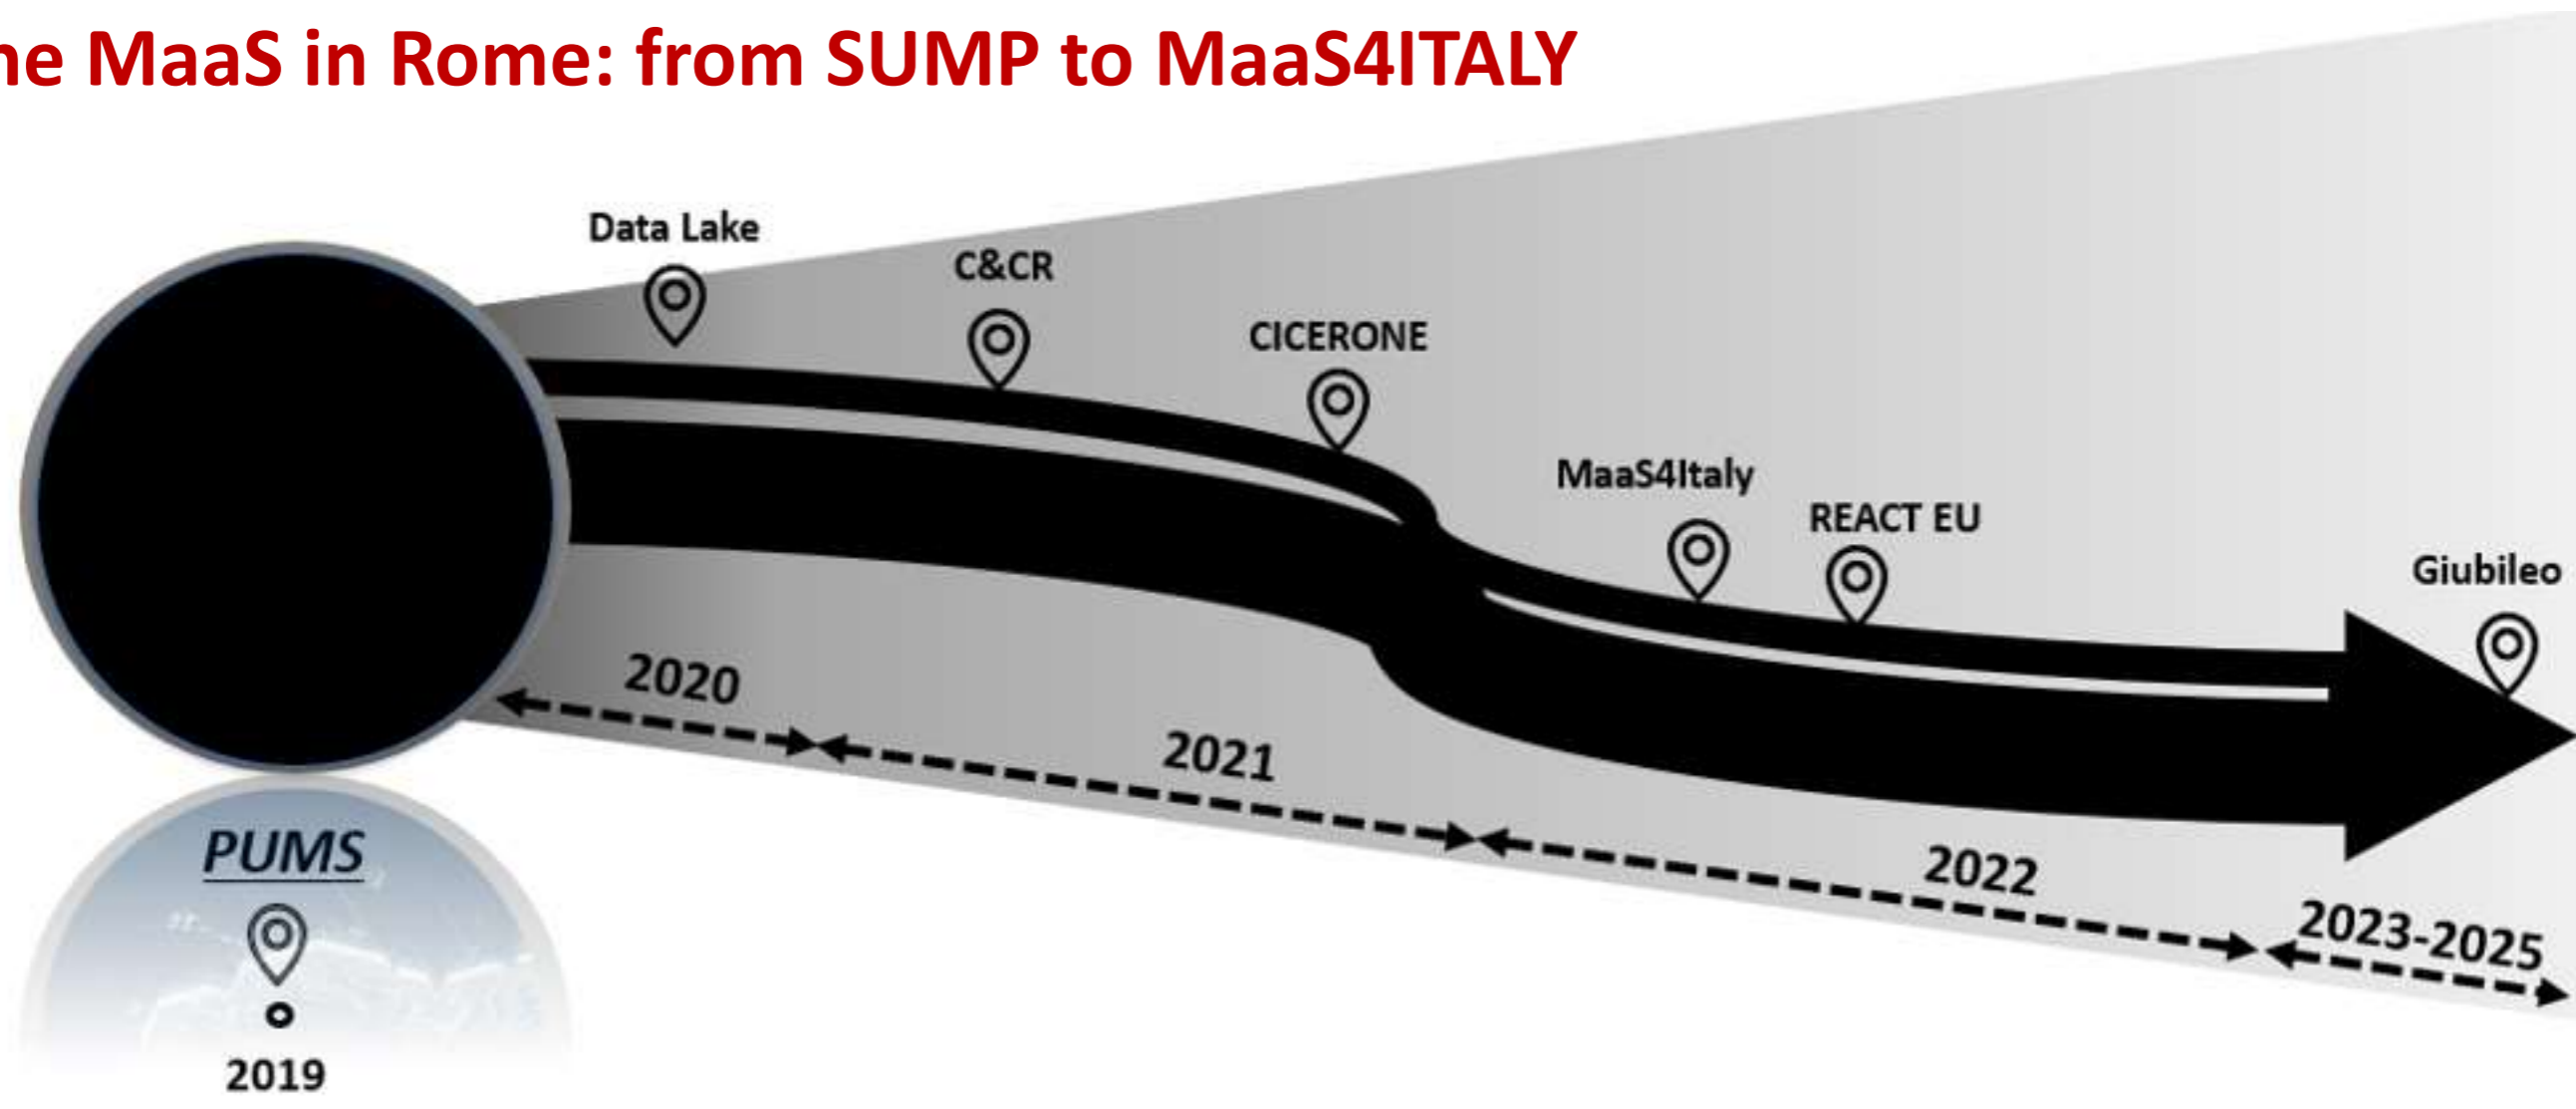 he MaaS in Rome: from SUMP to MaaS4ITALY
Data Lake
C&CR
CICERONE
MaaS4Italy
REACT EU
Giubileo
2020
2021
2022
2023-2025
PUMS
2019